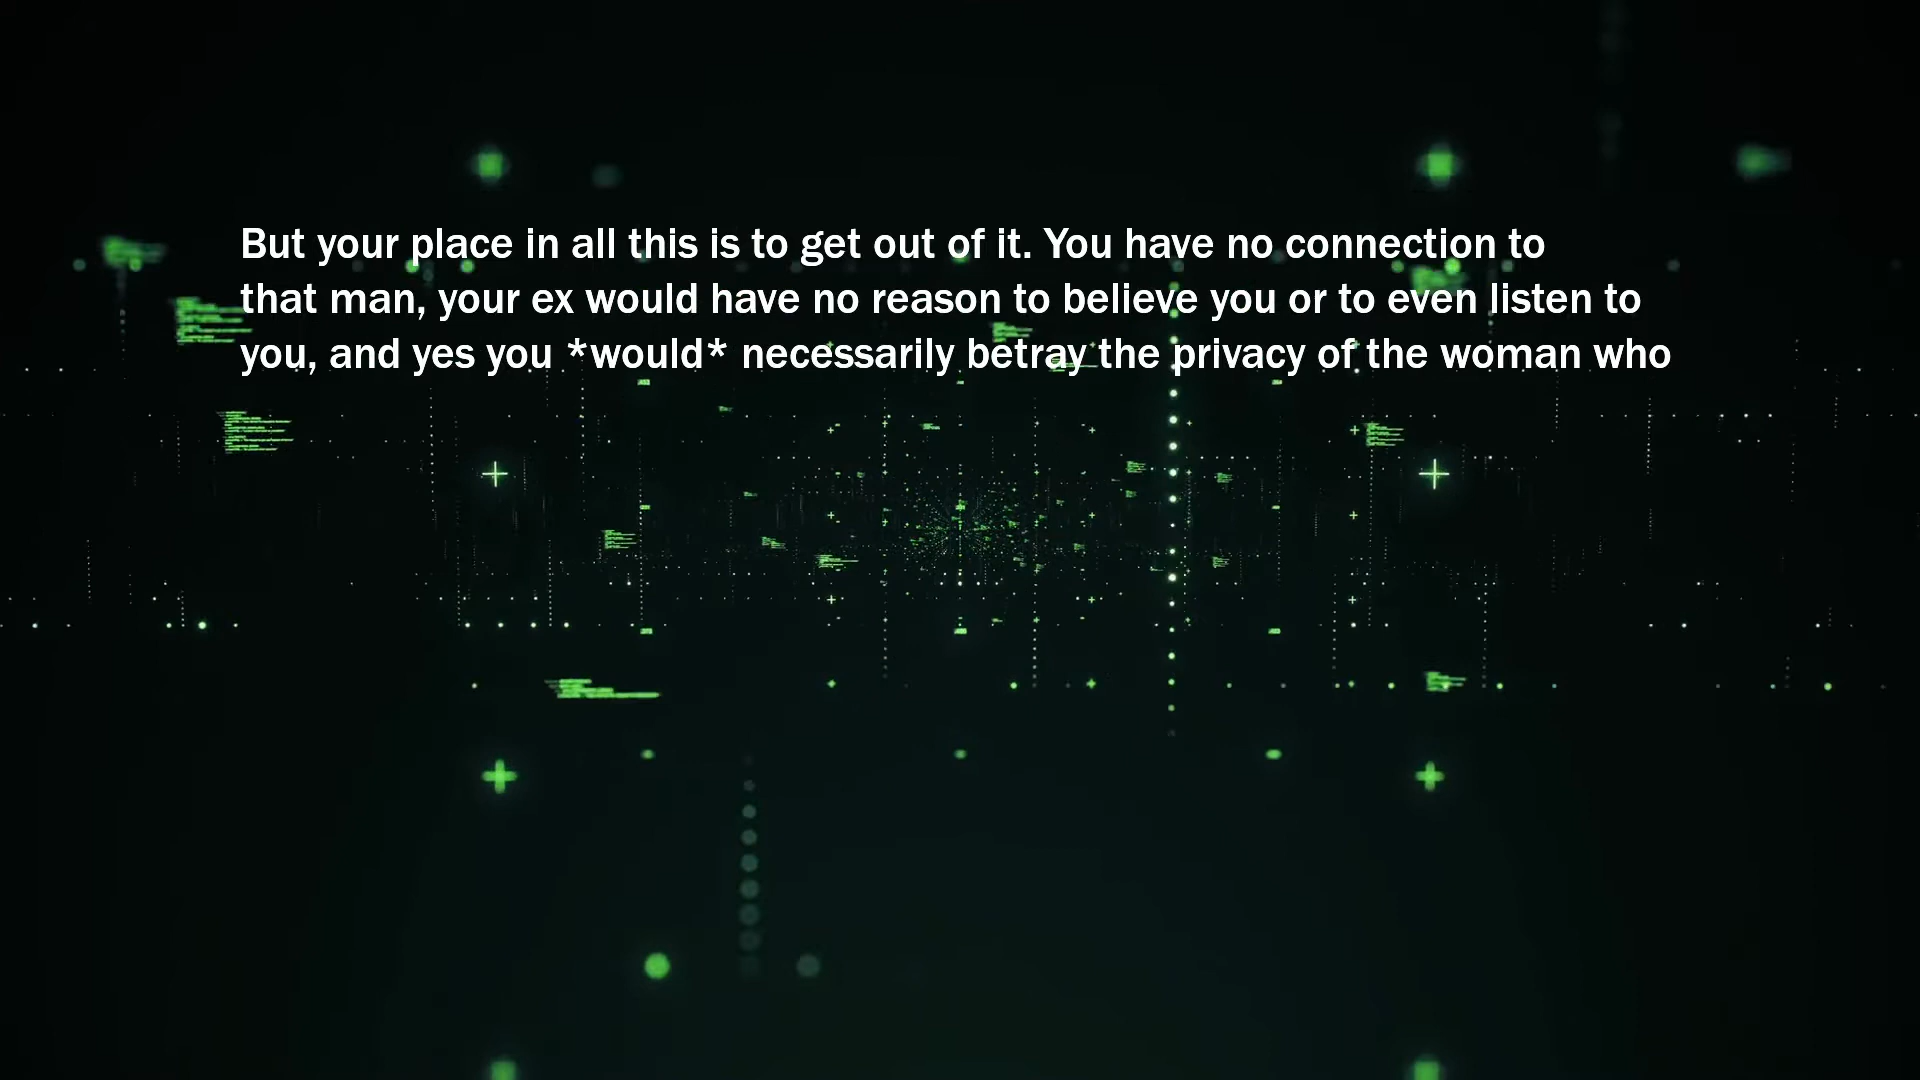 But your place in all this is to get out of it. You have no connection to
that man, your ex would have no reason to believe you or to even listen to
you, and yes you *would* necessarily betray the privacy of the woman who